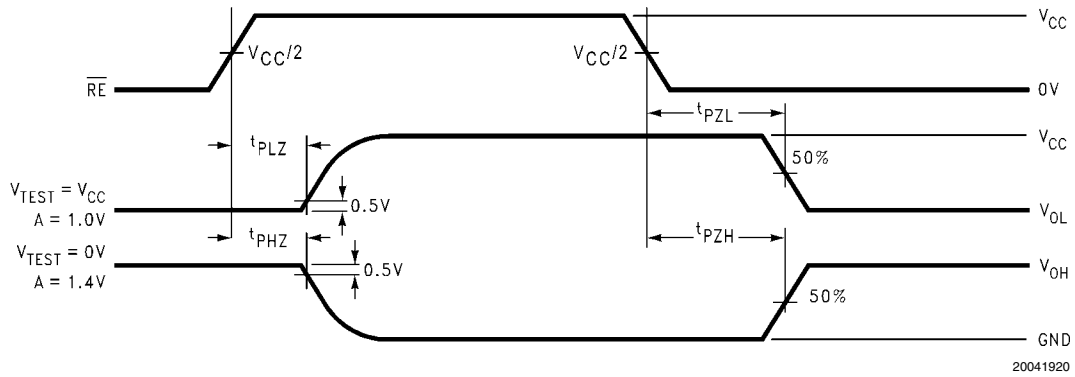 V_CC
V_CC/2
V_CC/2
R̅E̅
0V
t_PZL
V_CC
t_PLZ
50%
V_TEST = V_CC
A = 1.0V
0.5V
V_OL
t_PHZ
t_PZH
V_TEST = 0V
A = 1.4V
0.5V
V_OH
50%
GND
20041920